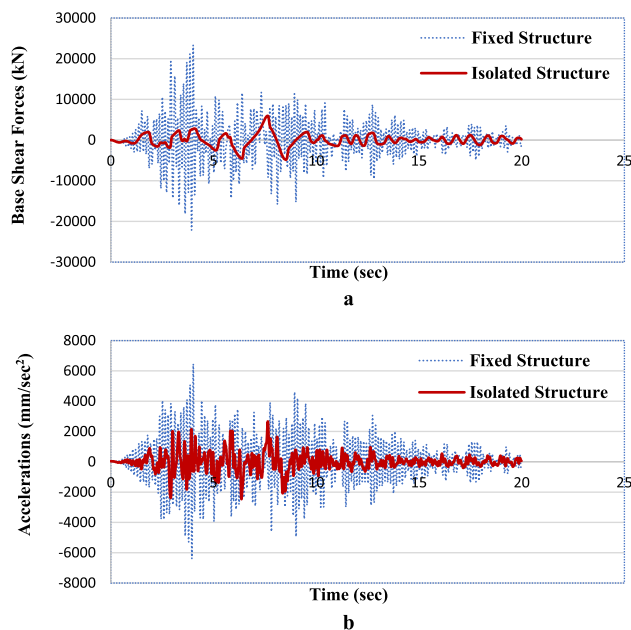 30000
20000
10000
0
-10000
-20000
-30000
Base Shear Forces (kN)
Fixed Structure
Isolated Structure
0 5 10 15 20 25
Time (sec)
a
8000
6000
4000
2000
0
-2000
-4000
-6000
-8000
Accelerations (mm/sec²)
Fixed Structure
Isolated Structure
0 5 10 15 20 25
Time (sec)
b